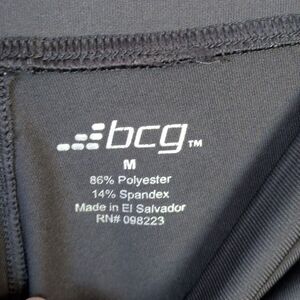 bcg™
M
86% Polyester
14% Spandex
Made in El Salvador
RN# 098223